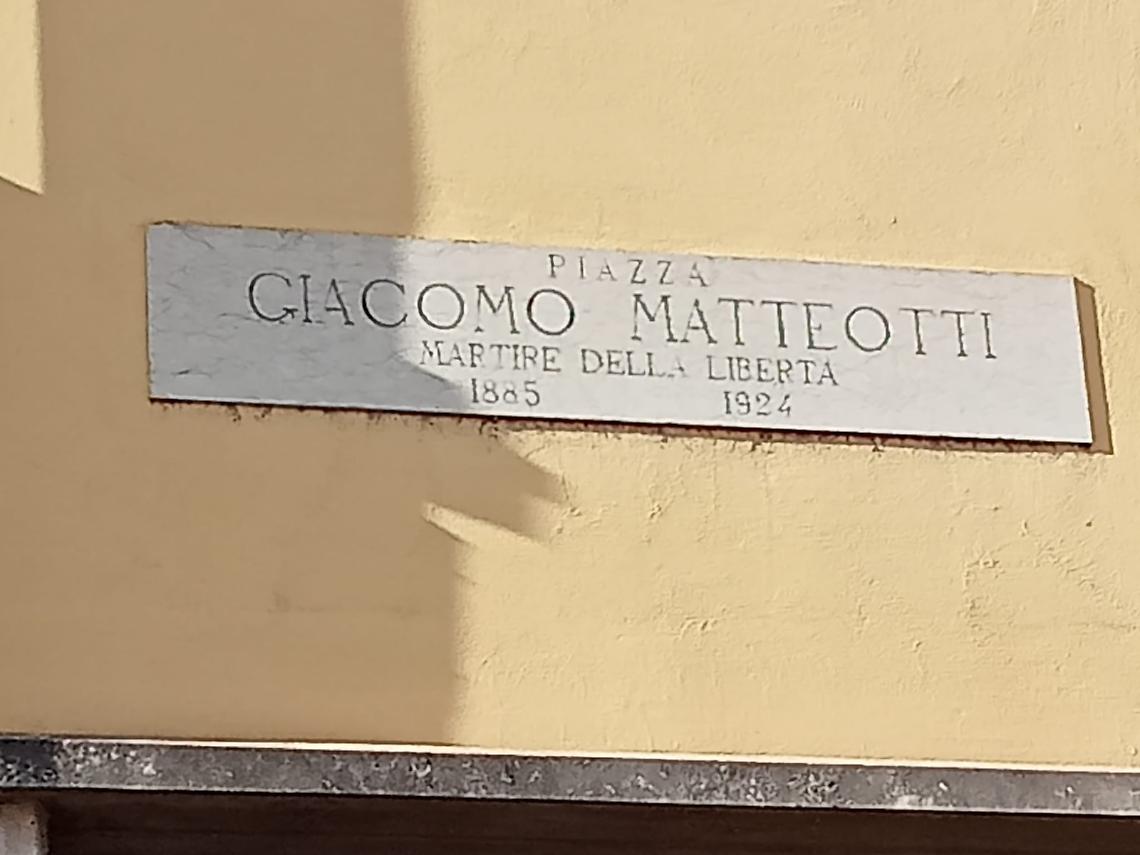 PIAZZA
GIACOMO MATTEOTTI
MARTIRE DELLA LIBERTÀ
1885 1924